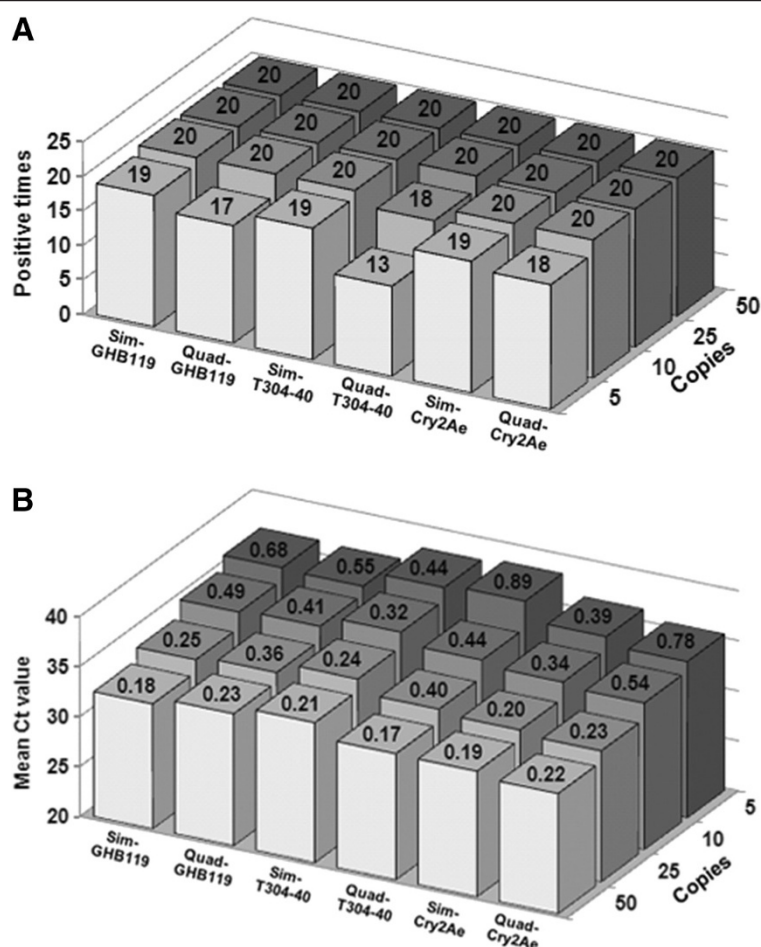 A
20 20 20 20 20 20
20 20 20 20 20 20
20 20 20 18 20 20
19 17 19 13 19 18
25
20
15
10
5
0
Positive times
Sim-
GHB119
Quad-
GHB119
Sim-
T304-40
Quad-
T304-40
Sim-
Cry2Ae
Quad-
Cry2Ae
5
10
25
50
Copies
B
0.68 0.55 0.44 0.89 0.39 0.78
0.49 0.41 0.32 0.44 0.34 0.54
0.25 0.36 0.24 0.40 0.20 0.23
0.18 0.23 0.21 0.17 0.19 0.22
40
35
30
25
20
Mean Ct value
Sim-
GHB119
Quad-
GHB119
Sim-
T304-40
Quad-
T304-40
Sim-
Cry2Ae
Quad-
Cry2Ae
50
25
10
5
Copies